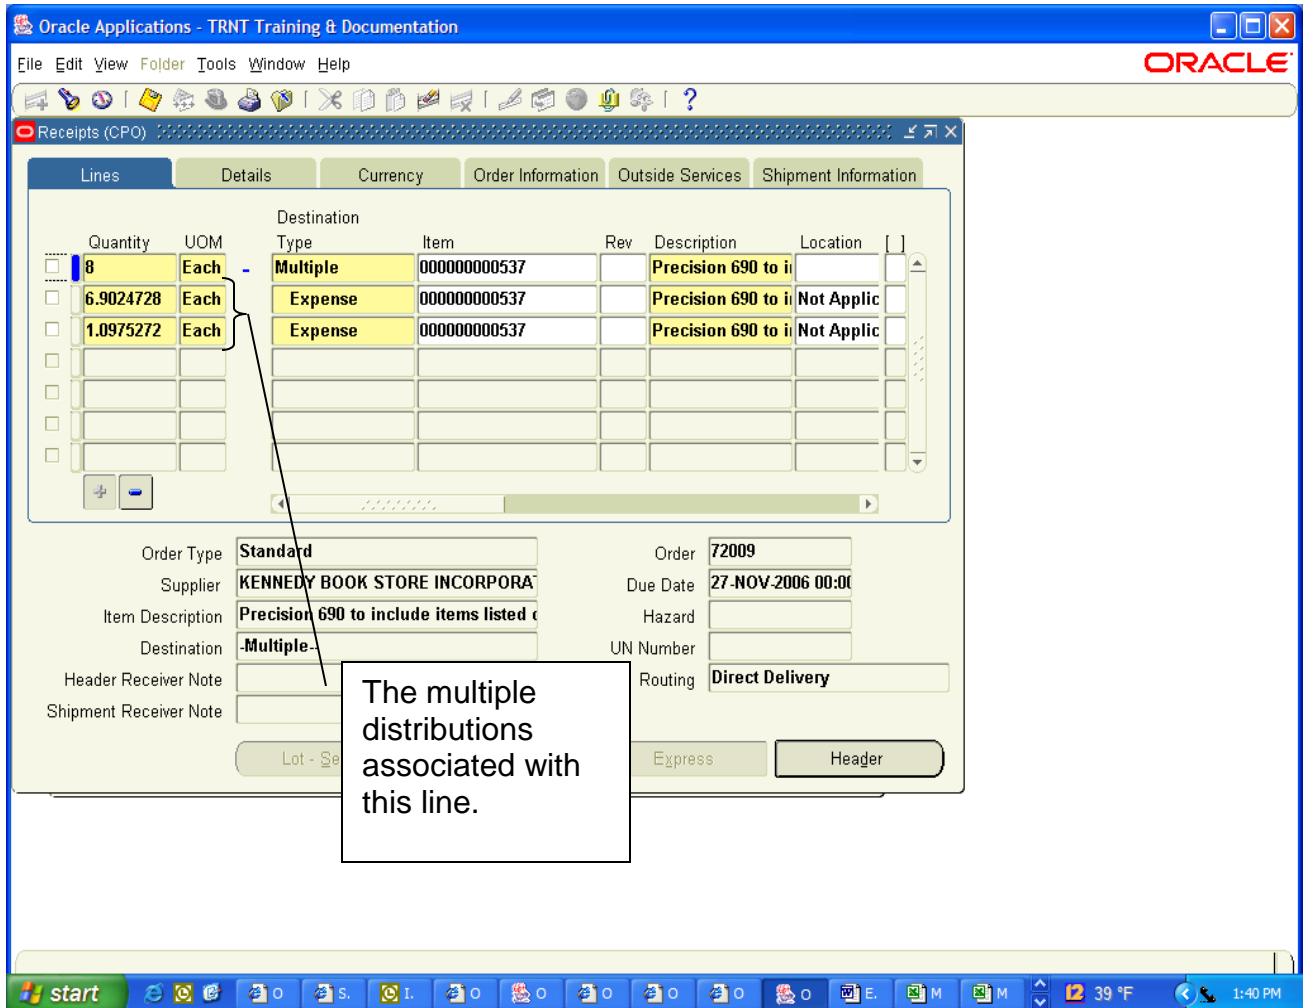 Oracle Applications - TRNT Training & Documentation
File Edit View Folder Tools Window Help
ORACLE
Receipts (CPO)
Lines Details Currency Order Information Outside Services Shipment Information
Destination
Quantity UOM Type Item Rev Description Location [ ]
8 Each - Multiple 000000000537 Precision 690 to i
6.9024728 Each Expense 000000000537 Precision 690 to i Not Applic
1.0975272 Each Expense 000000000537 Precision 690 to i Not Applic
Order Type Standard Order 72009
Supplier KENNEDY BOOK STORE INCORPORA Due Date 27-NOV-2006 00:00
Item Description Precision 690 to include items listed Hazard
Destination -Multiple-- UN Number
Header Receiver Note Routing Direct Delivery
Shipment Receiver Note
The multiple
distributions
associated with
this line.
Lot - Se Express Header
start O S. I. O O O O O O E. M M 12 39 °F 1:40 PM